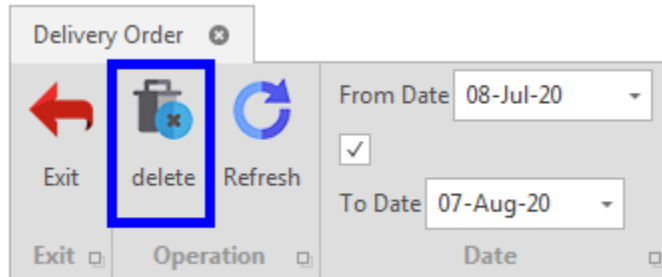 Delivery Order
From Date 08-Jul-20
Exit delete Refresh
To Date 07-Aug-20
Exit Operation Date